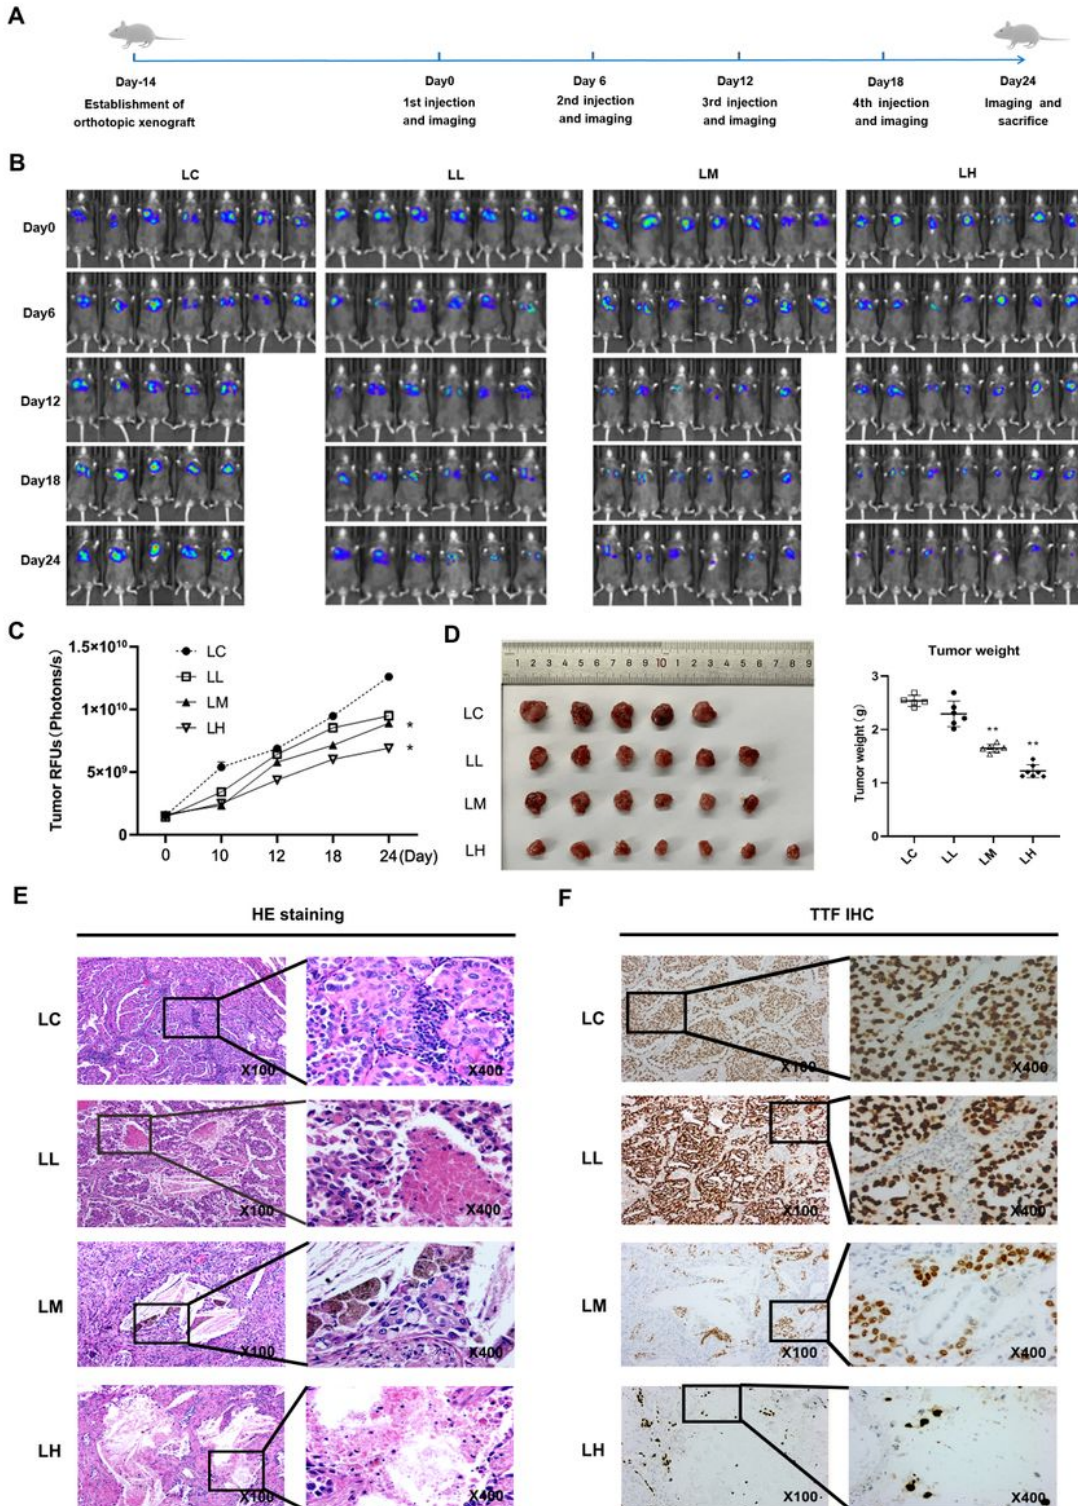 A
Day-14
Establishment of
orthotopic xenograft
Day0
1st injection
and imaging
Day 6
2nd injection
and imaging
Day12
3rd injection
and imaging
Day18
4th injection
and imaging
Day24
Imaging and
sacrifice
B
LC LL LM LH
Day0
Day6
Day12
Day18
Day24
C
Tumor RFUs(Photons/s)
1.5×10¹⁰
1×10¹⁰
5×10⁹
0
LC
LL
LM
LH
*
*
0 10 12 18 24(Day)
D
1 2 3 4 5 6 7 8 9 10 1 2 3 4 5 6 7 8 9
LC
LL
LM
LH
Tumor weight
Tumor weight (g)
3
2
1
0
**
**
LC LL LM LH
E
HE staining
LC
X100 X400
LL
X100 X400
LM
X100 X400
LH
X100 X400
F
TTF IHC
LC
X100 X400
LL
X100 X400
LM
X100 X400
LH
X100 X400